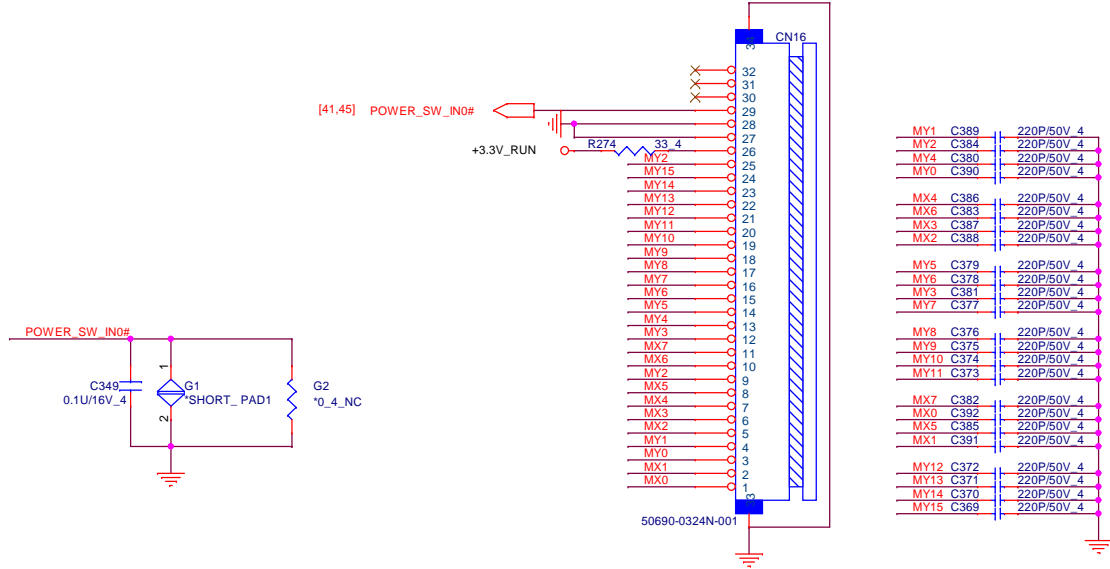 34
CN16
32
31
30
[41,45] POWER_SW_IN0# 29
28
27
+3.3V_RUN R274 33_4 26
MY2 25
MY15 24
MY14 23
MY13 22
MY12 21
MY11 20
MY10 19
MY9 18
MY8 17
MY7 16
MY6 15
MY5 14
MY4 13
MY3 12
MX7 11
MX6 10
MY2 9
MX5 8
MX4 7
MX3 6
MX2 5
MY1 4
MY0 3
MX1 2
MX0 1
33
50690-0324N-001
POWER_SW_IN0#
C349
0.1U/16V_4
1
G1
*SHORT_ PAD1
2
G2
*0_4_NC
MY1 C389 220P/50V_4
MY2 C384 220P/50V_4
MY4 C380 220P/50V_4
MY0 C390 220P/50V_4
MX4 C386 220P/50V_4
MX6 C383 220P/50V_4
MX3 C387 220P/50V_4
MX2 C388 220P/50V_4
MY5 C379 220P/50V_4
MY6 C378 220P/50V_4
MY3 C381 220P/50V_4
MY7 C377 220P/50V_4
MY8 C376 220P/50V_4
MY9 C375 220P/50V_4
MY10 C374 220P/50V_4
MY11 C373 220P/50V_4
MX7 C382 220P/50V_4
MX0 C392 220P/50V_4
MX5 C385 220P/50V_4
MX1 C391 220P/50V_4
MY12 C372 220P/50V_4
MY13 C371 220P/50V_4
MY14 C370 220P/50V_4
MY15 C369 220P/50V_4